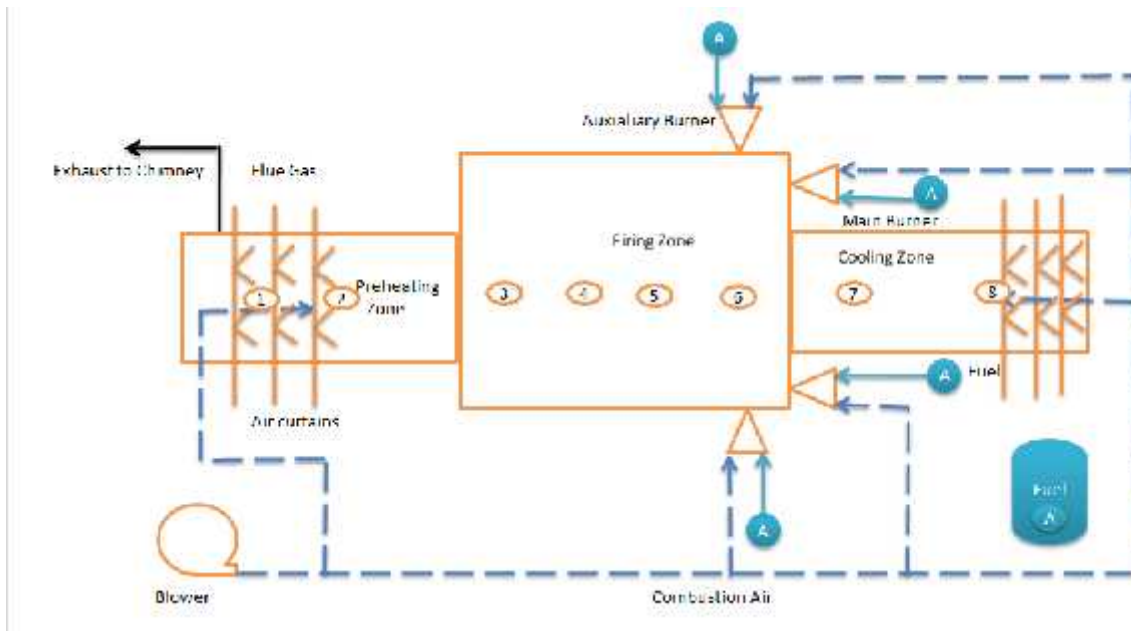 A
Auxialiary Burner
Exhaust to Chimney
Flue Gas
A
Main Burner
Firing Zone
Cooling Zone
1
2
Preheating
Zone
3
4
5
6
7
8
A
Fuel
Air curtains
Fuel
A
A
Blower
Combustion Air